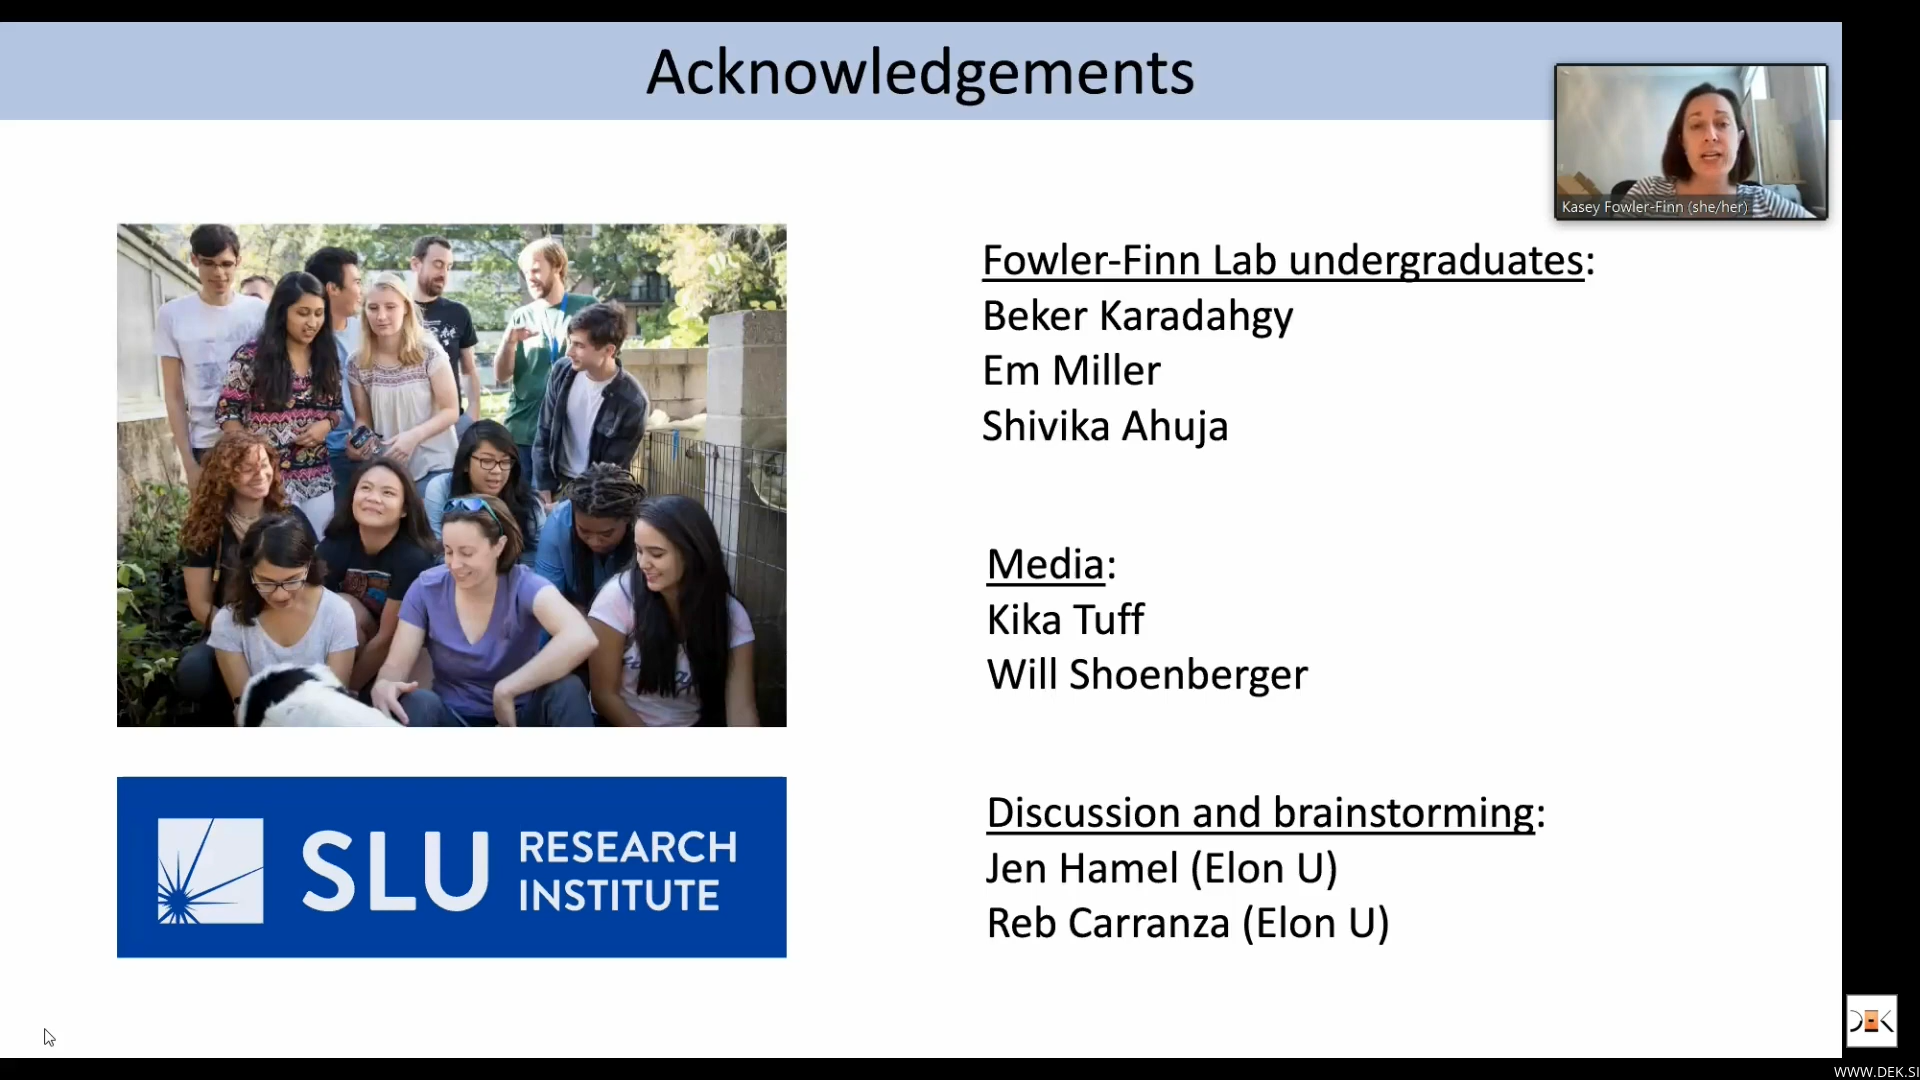 Acknowledgements
Kasey Fowler-Finn (she/her)
Fowler-Finn Lab undergraduates:
Beker Karadahgy
Em Miller
Shivika Ahuja
Media:
Kika Tuff
Will Shoenberger
SLU RESEARCH
INSTITUTE
Discussion and brainstorming:
Jen Hamel (Elon U)
Reb Carranza (Elon U)
DEK
WWW.DEK.SI